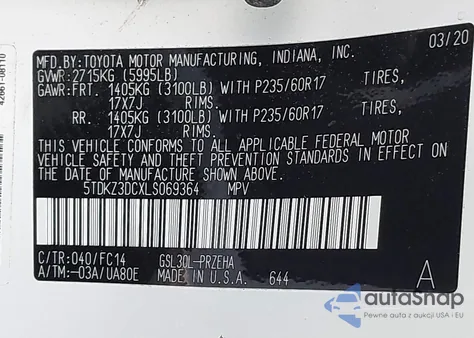 03/20
MFD. BY:TOYOTA MOTOR MANUFACTURING, INDIANA, INC.
GVWR:2715KG (5995LB)
GAWR:FRT. 1405KG (3100LB) WITH P235/60R17 TIRES,
17X7J RIMS.
RR. 1405KG (3100LB) WITH P235/60R17 TIRES,
17X7J RIMS.
THIS VEHICLE CONFORMS TO ALL APPLICABLE FEDERAL MOTOR
VEHICLE SAFETY AND THEFT PREVENTION STANDARDS IN EFFECT ON
THE DATE OF MANUFACTURE SHOWN ABOVE.
5TDKZ3DCXLS069364 MPV
C/TR:040/FC14 GSL30L-PRZEHA
A/TM:-03A/UA80E MADE IN U.S.A. 644 A
42661-08110
autasnap
Pewne auta z USA i EU